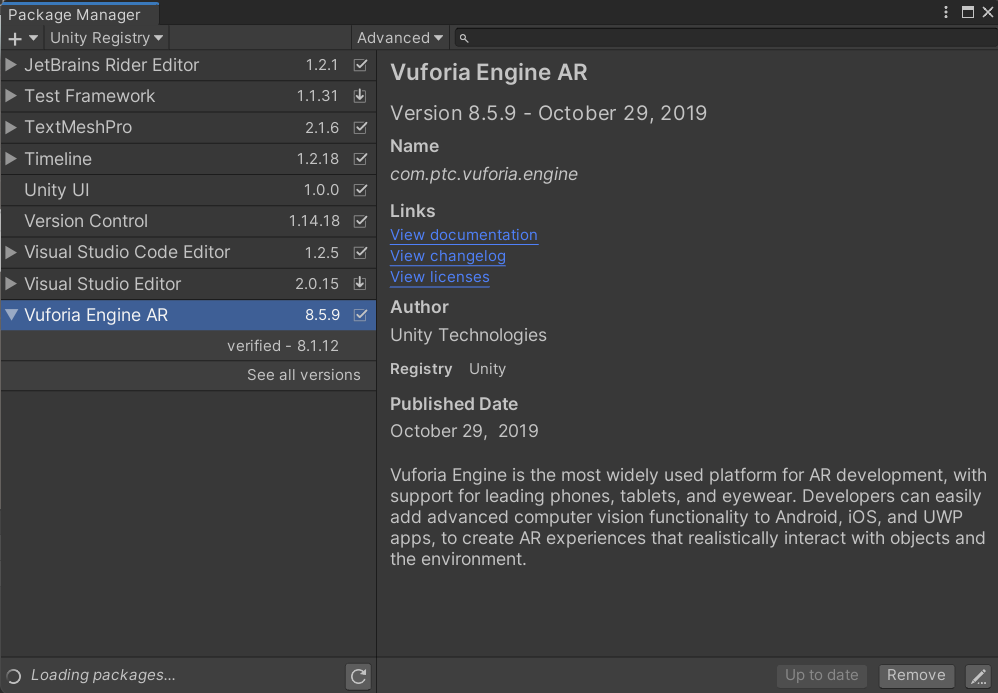 Package Manager
+ Unity Registry Advanced
JetBrains Rider Editor 1.2.1
Test Framework 1.1.31
TextMeshPro 2.1.6
Timeline 1.2.18
Unity UI 1.0.0
Version Control 1.14.18
Visual Studio Code Editor 1.2.5
Visual Studio Editor 2.0.15
Vuforia Engine AR 8.5.9
verified - 8.1.12
See all versions
Loading packages...
Vuforia Engine AR
Version 8.5.9 - October 29, 2019
Name
com.ptc.vuforia.engine
Links
View documentation
View changelog
View licenses
Author
Unity Technologies
Registry Unity
Published Date
October 29, 2019
Vuforia Engine is the most widely used platform for AR development, with
support for leading phones, tablets, and eyewear. Developers can easily
add advanced computer vision functionality to Android, iOS, and UWP
apps, to create AR experiences that realistically interact with objects and
the environment.
Up to date Remove